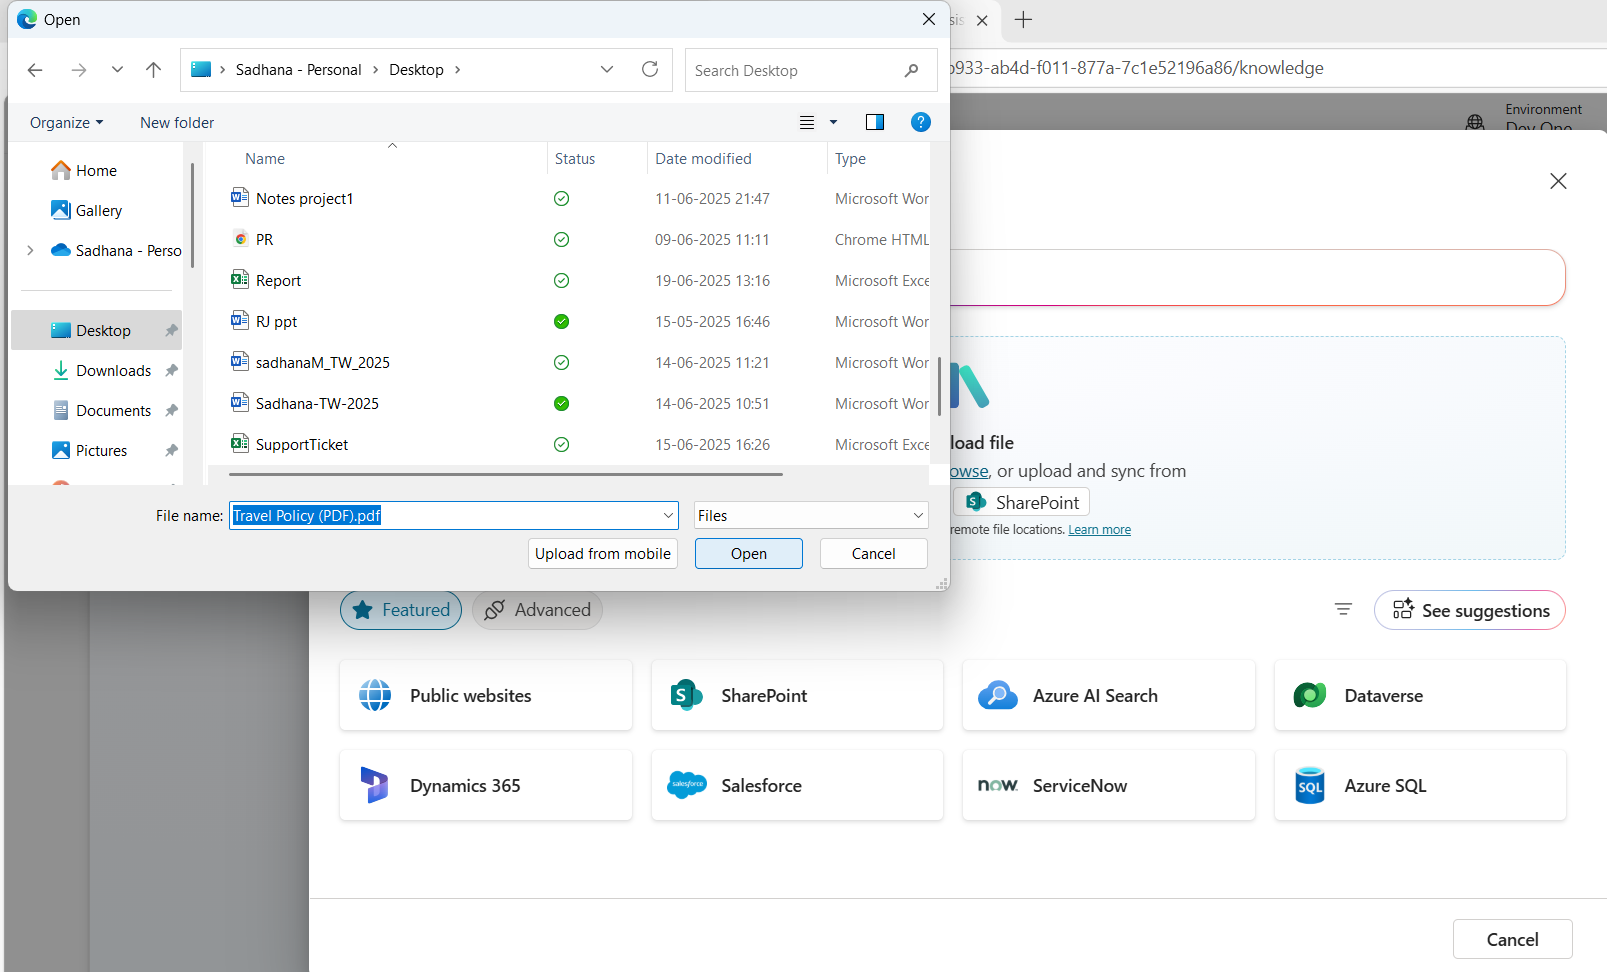 Open
sis
b933-ab4d-f011-877a-7c1e52196a86/knowledge
Sadhana - Personal > Desktop >
Search Desktop
Environment
Organize
New folder
Name
Status
Date modified
Type
Home
Gallery
Sadhana - Perso
Desktop
Downloads
Documents
Pictures
Notes project1 11-06-2025 21:47 Microsoft Wor
PR 09-06-2025 11:11 Chrome HTML
Report 19-06-2025 13:16 Microsoft Exce
RJ ppt 15-05-2025 16:46 Microsoft Wor
sadhanaM_TW_2025 14-06-2025 11:21 Microsoft Wor
Sadhana-TW-2025 14-06-2025 10:51 Microsoft Wor
SupportTicket 15-06-2025 16:26 Microsoft Exce
File name: Travel Policy (PDF).pdf Files
Upload from mobile Open Cancel
load file
owse, or upload and sync from
SharePoint
remote file locations. Learn more
Featured Advanced See suggestions
Public websites SharePoint Azure AI Search Dataverse
Dynamics 365 salesforce Salesforce now. ServiceNow SQL Azure SQL
Cancel